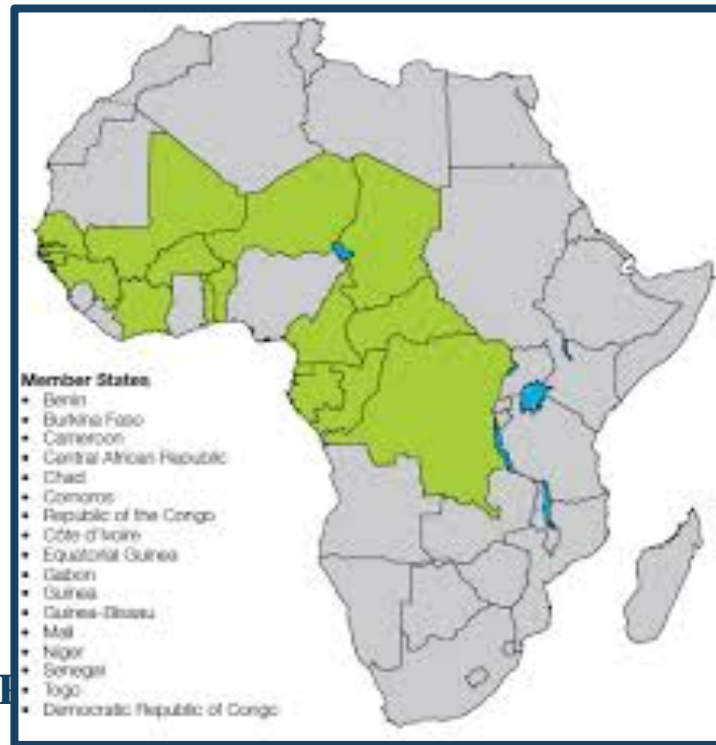 Member States
• Benin
• Burkina Faso
• Cameroon
• Central African Republic
• Chad
• Comoros
• Republic of the Congo
• Côte d'Ivoire
• Equatorial Guinea
• Gabon
• Guinea
• Guinea-Bissau
• Mali
• Niger
• Senegal
• Togo
• Democratic Republic of Congo